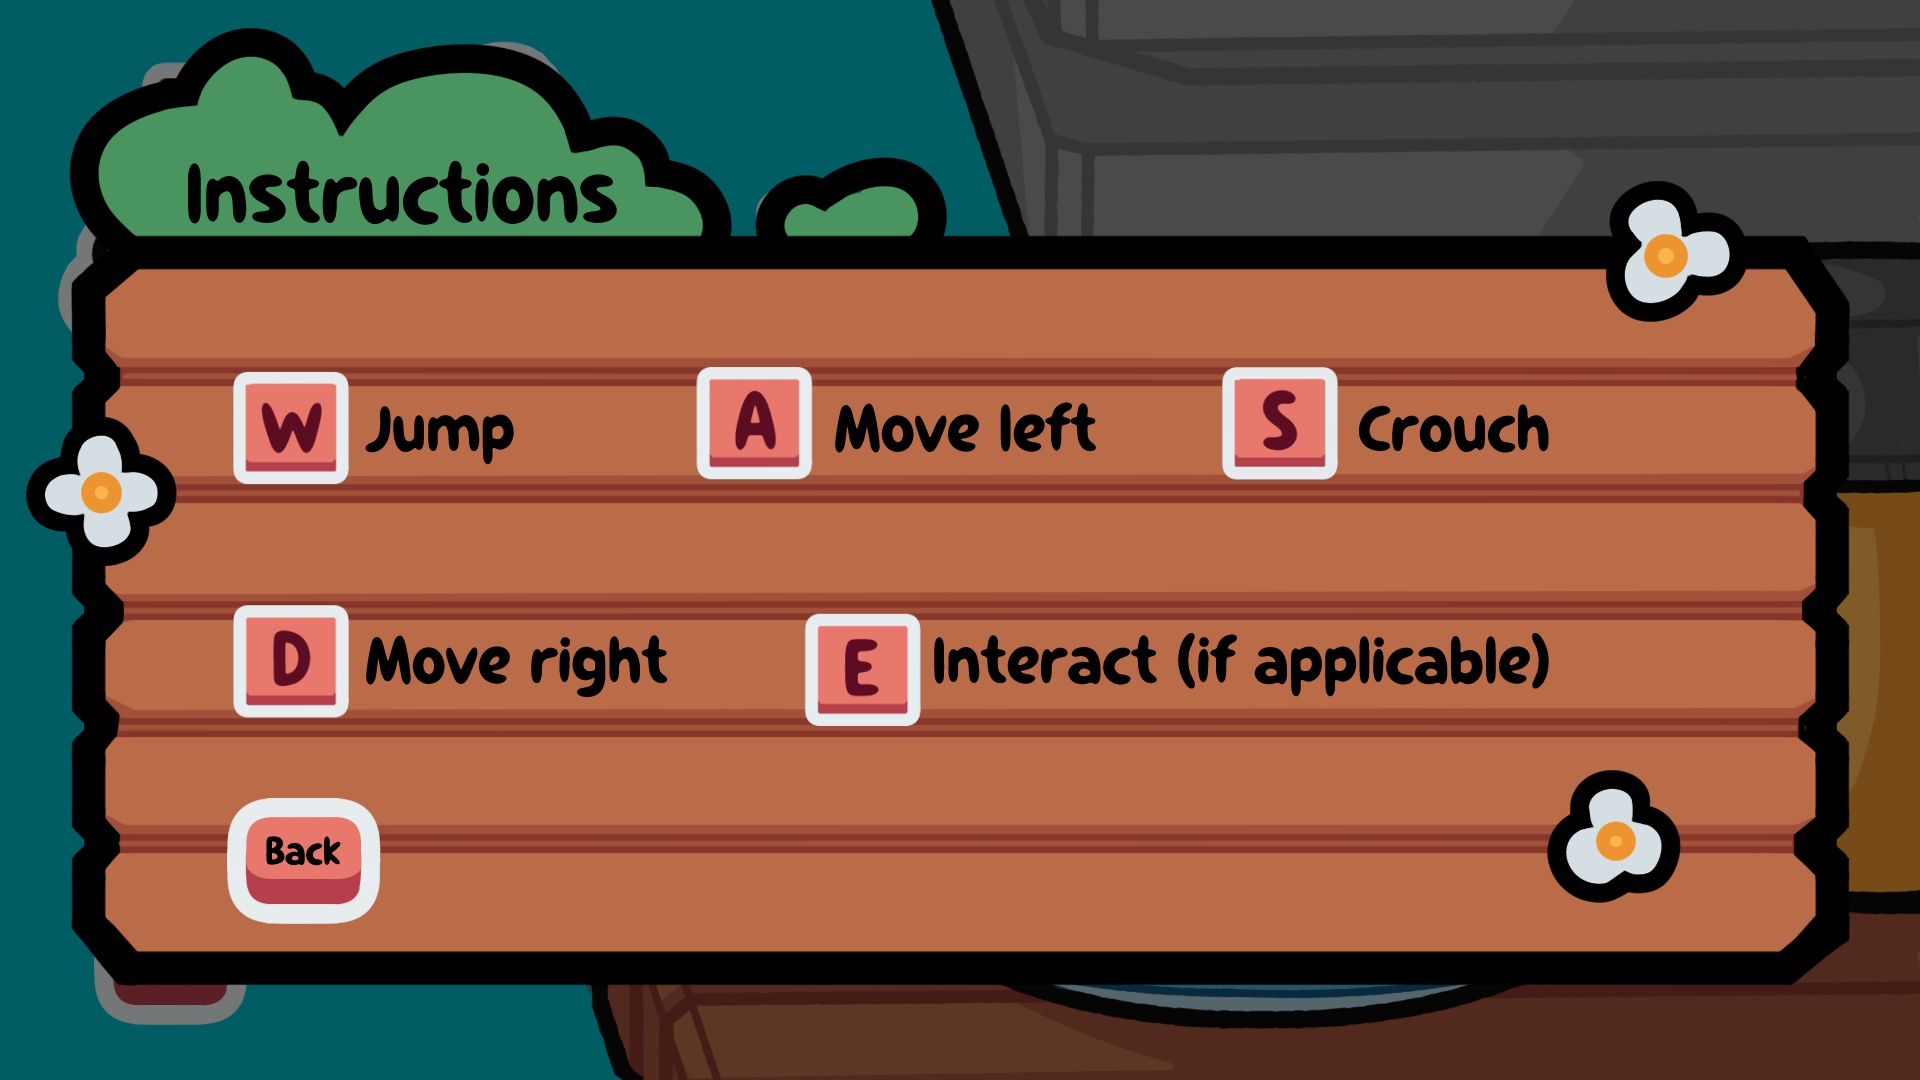 Instructions
W Jump A Move left S Crouch
D Move right E Interact (if applicable)
Back